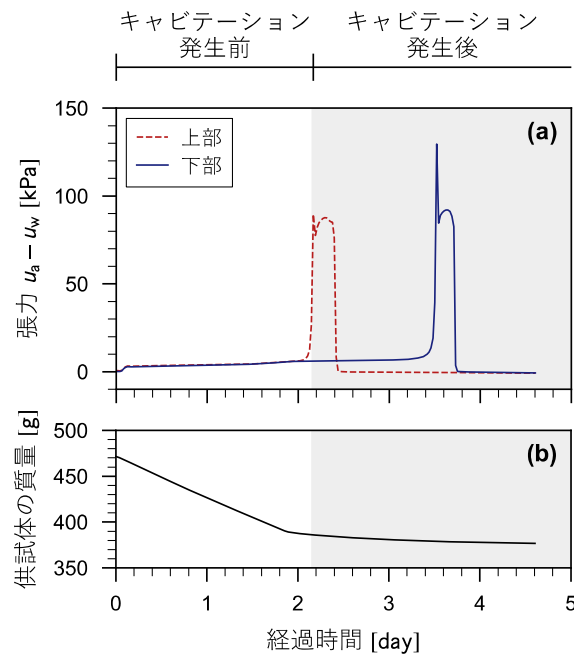 キャビテーション
発生前
キャビテーション
発生後
150
100
50
0
張力 ua − uw [kPa]
(a)
上部
下部
500
450
400
350
供試体の質量 [g]
(b)
0 1 2 3 4 5
経過時間 [day]